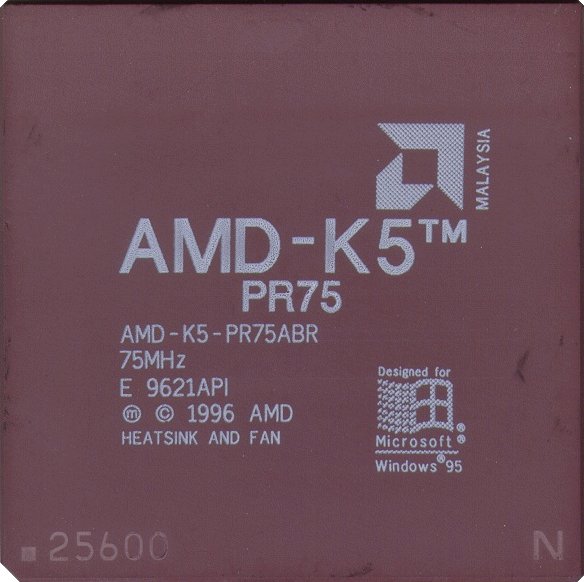 MALAYSIA
AMD-K5™
PR75
AMD-K5-PR75ABR
75MHz
E 9621API
ⓜ © 1996 AMD
HEATSINK AND FAN
Designed for
®
Microsoft®
Windows®95
25600
N